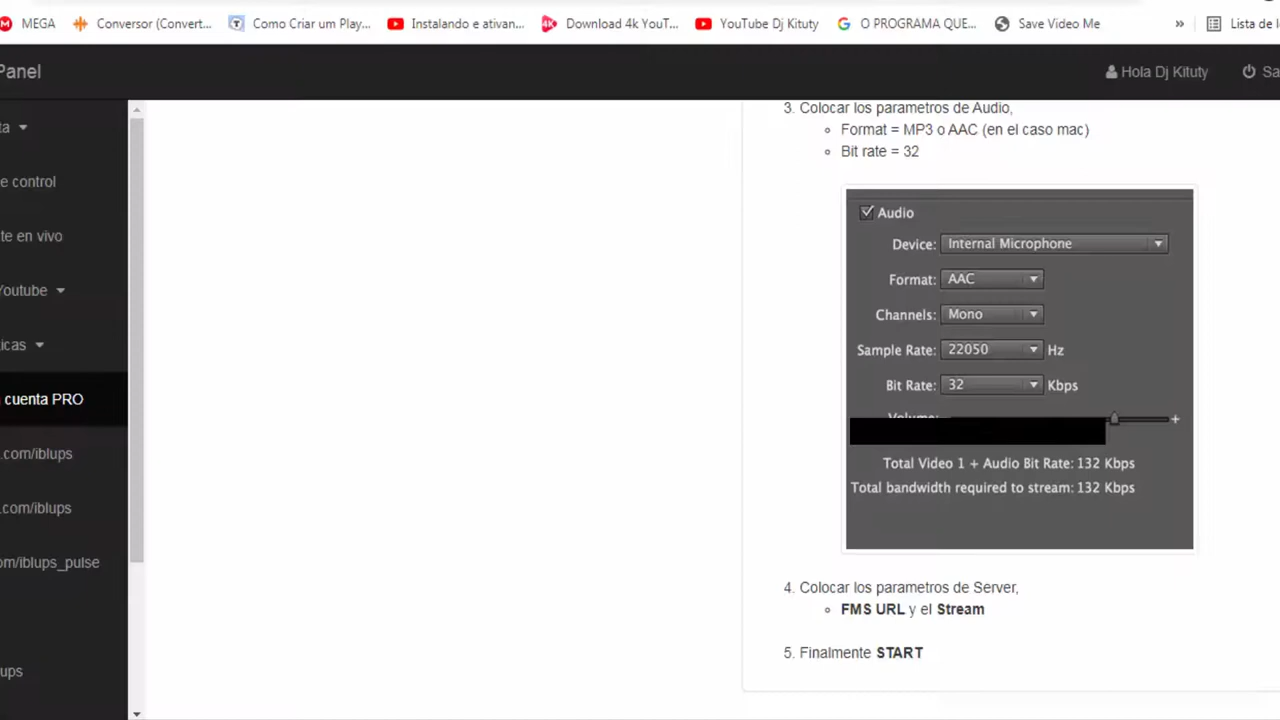 MEGA
Conversor (Convert...
Como Criar um Play...
Instalando e ativan...
Download 4k YouT...
YouTube Dj Kituty
O PROGRAMA QUE...
Save Video Me
»
Lista de l
Panel
Hola Dj Kituty
Sa
ta
e control
te en vivo
Youtube
icas
cuenta PRO
.com/iblups
.com/iblups
om/iblups_pulse
ups
3. Colocar los parametros de Audio,
Format = MP3 o AAC (en el caso mac)
Bit rate = 32
Audio
Device: Internal Microphone
Format: AAC
Channels: Mono
Sample Rate: 22050 Hz
Bit Rate: 32 Kbps
Volume:
+
Total Video 1 + Audio Bit Rate: 132 Kbps
Total bandwidth required to stream: 132 Kbps
4. Colocar los parametros de Server,
FMS URL y el Stream
5. Finalmente START